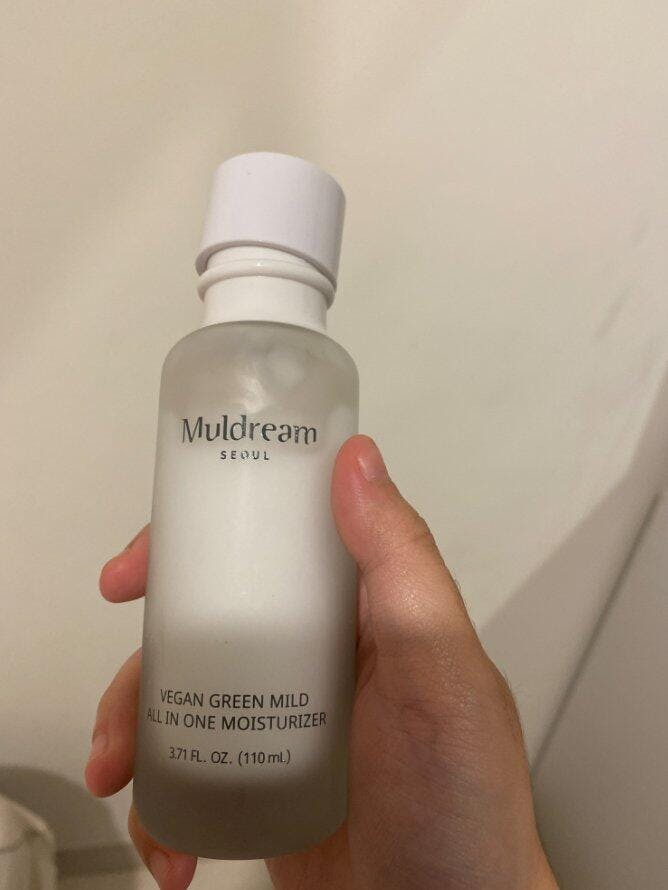 Muldream
SEOUL
VEGAN GREEN MILD
ALL IN ONE MOISTURIZER
3.71 FL. OZ. (110 ml.)